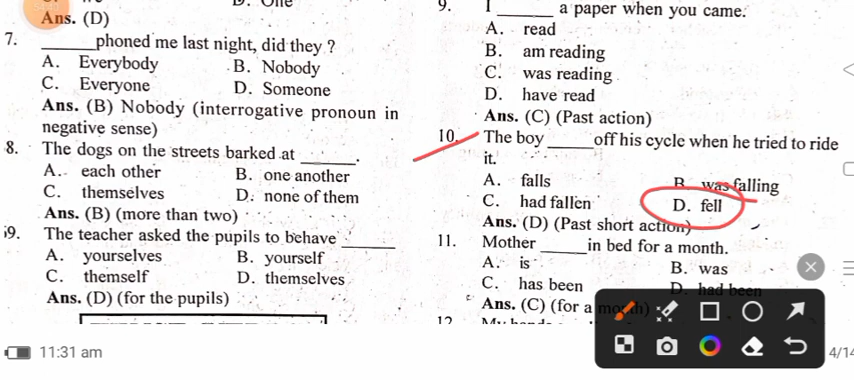 D. One
Ans. (D)
7. ______phoned me last night, did they ?
A. Everybody B. Nobody
C. Everyone D. Someone
Ans. (B) Nobody (interrogative pronoun in
negative sense)
8. The dogs on the streets barked at ______.
A. each other B. one another
C. themselves D. none of them
Ans. (B) (more than two)
59. The teacher asked the pupils to behave ______
A. yourselves B. yourself
C. themself D. themselves
Ans. (D) (for the pupils)
9. I ______ a paper when you came.
A. read
B. am reading
C. was reading
D. have read
Ans. (C) (Past action)
10. The boy ______off his cycle when he tried to ride
it.
A. falls B. was falling
C. had fallen D. fell
Ans. (D) (Past short action)
11. Mother ______in bed for a month.
A. is B. was
C. has been D. had been
Ans. (C) (for a month)
11:31 am
4/14